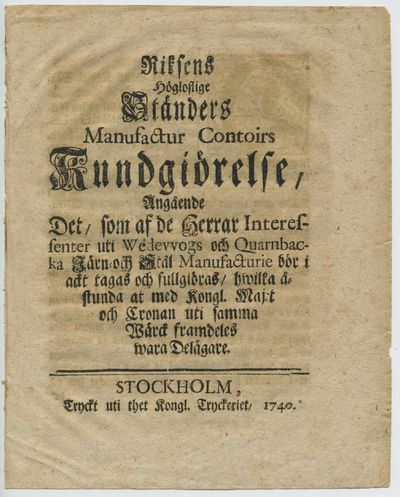 Riksens
Högloflige
Ständers
Manufactur Contoirs
Kundgiörelse/
Angående
Det/ som af de Herrar Interes-
senter uti Wedevvogs och Quarnbac-
ka Järn-och Stål Manufacturie bör i
ackt tagas och fullgiöras/ hwilka å-
stunda at med Kongl. Maj:t
och Cronan uti samma
Wärck framdeles
wara Delägare.
STOCKHOLM,
Tryckt uti thet Kongl. Tryckeriet/ 1740.